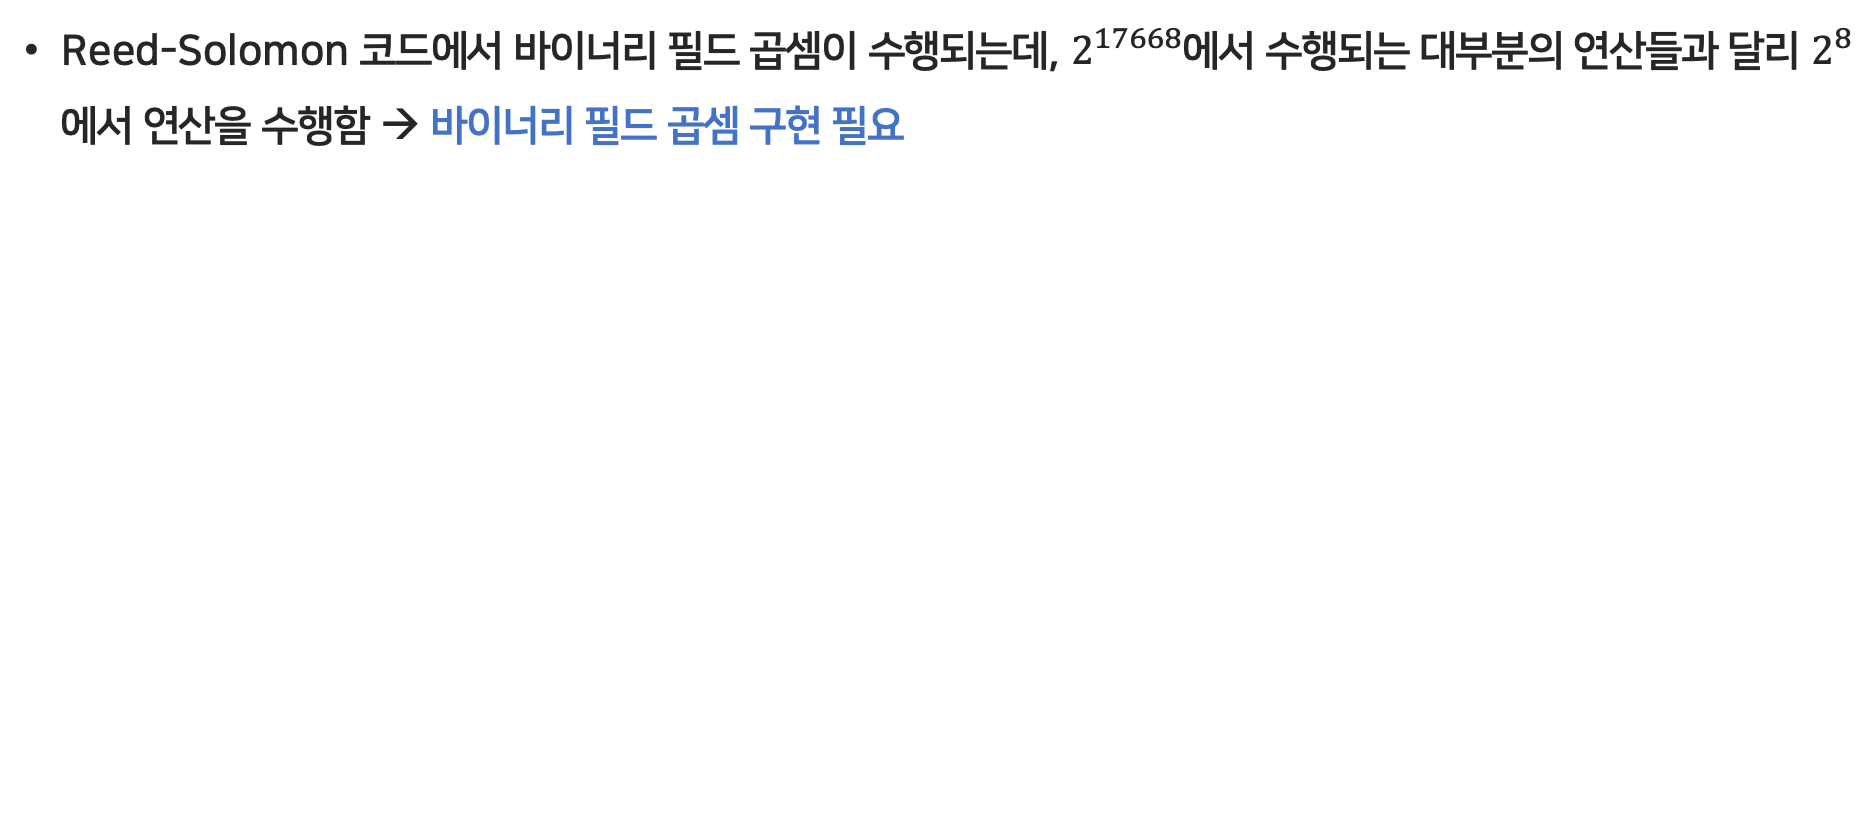 • Reed-Solomon 코드에서 바이너리 필드 곱셈이 수행되는데, 2¹⁷⁶⁶⁸에서 수행되는 대부분의 연산들과 달리 2⁸
에서 연산을 수행함 → 바이너리 필드 곱셈 구현 필요